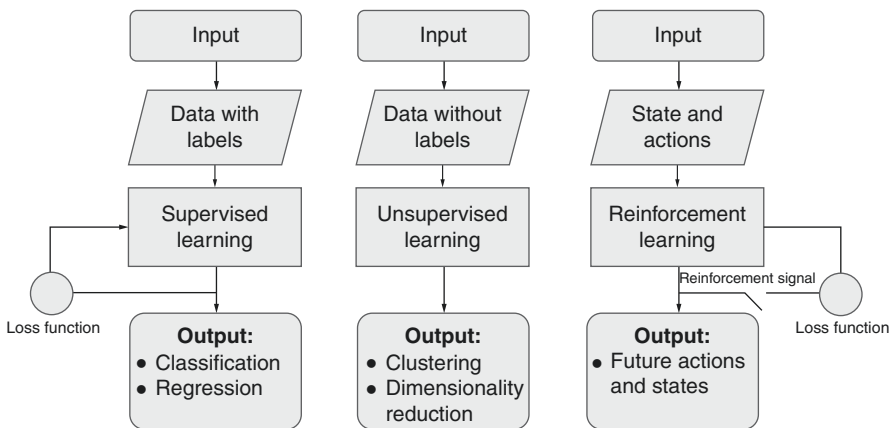 Input
Data with
labels
Supervised
learning
Loss function
Output:
● Classification
● Regression
Input
Data without
labels
Unsupervised
learning
Output:
● Clustering
● Dimensionality
reduction
Input
State and
actions
Reinforcement
learning
Reinforcement signal
Loss function
Output:
● Future actions
and states